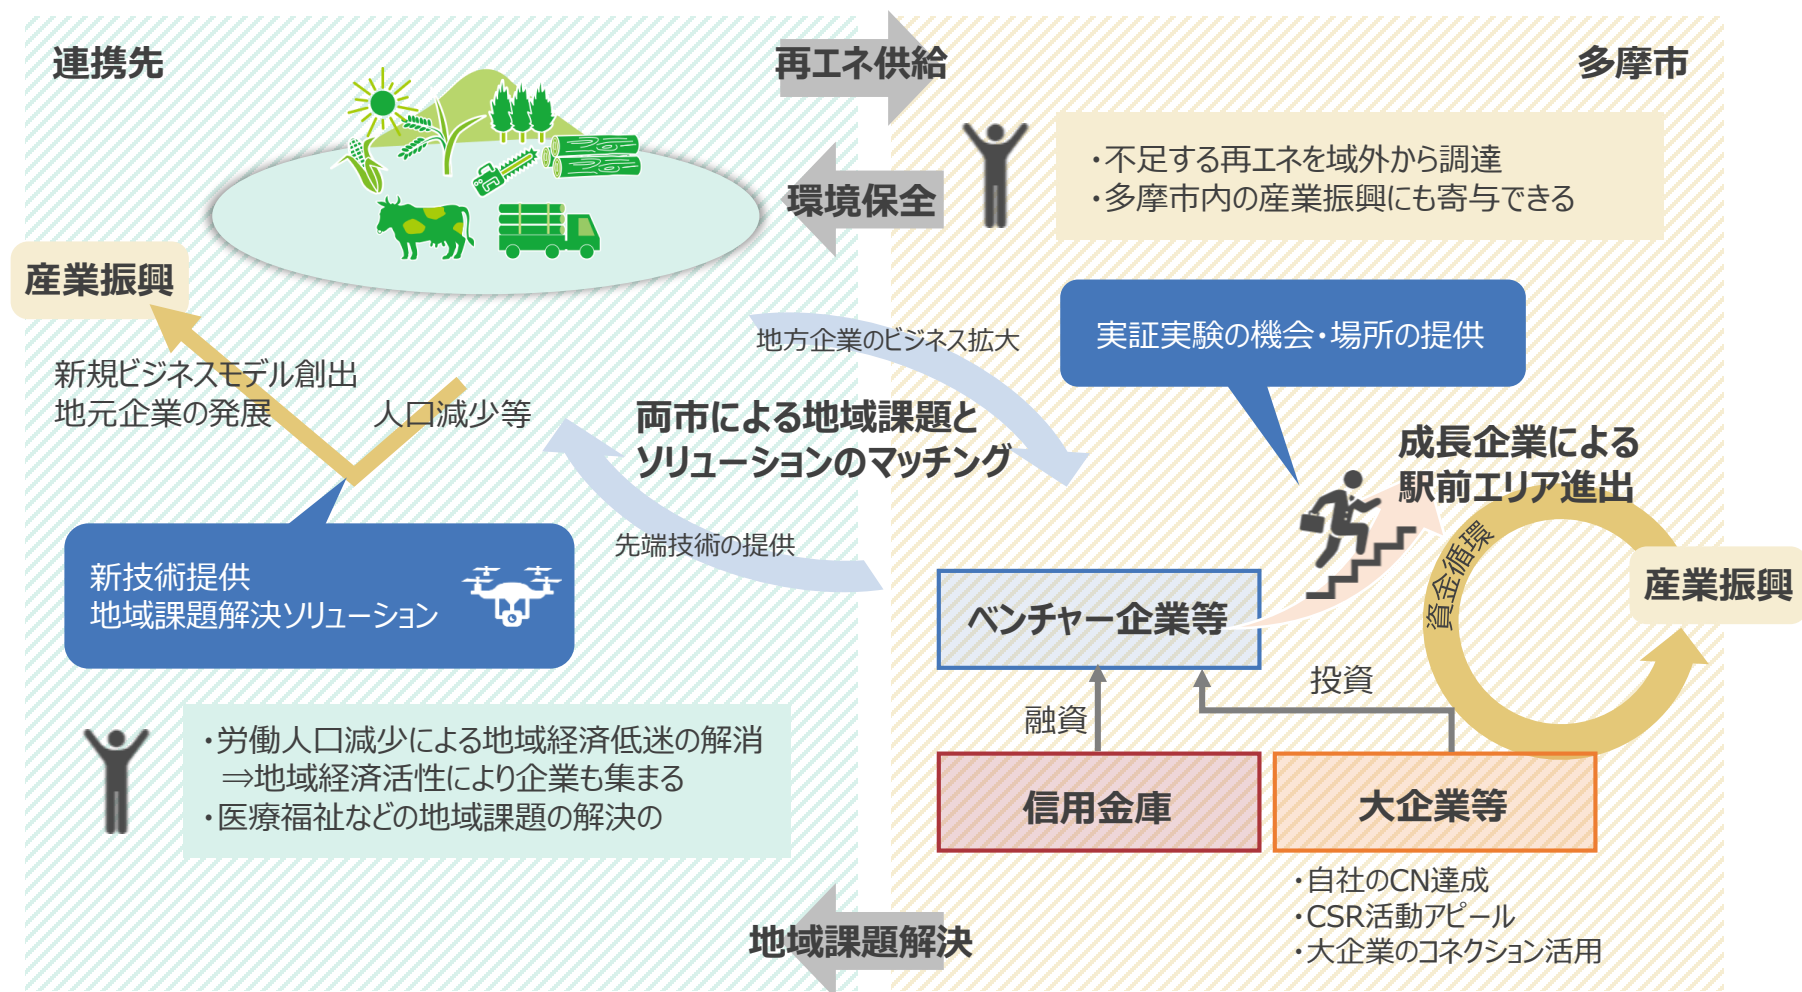 連携先
再エネ供給
多摩市
環境保全
・不足する再エネを域外から調達
・多摩市内の産業振興にも寄与できる
産業振興
新規ビジネスモデル創出
地元企業の発展
人口減少等
地方企業のビジネス拡大
両市による地域課題と
ソリューションのマッチング
先端技術の提供
実証実験の機会・場所の提供
成長企業による
駅前エリア進出
資金循環
産業振興
新技術提供
地域課題解決ソリューション
ベンチャー企業等
融資
投資
信用金庫
大企業等
・労働人口減少による地域経済低迷の解消
⇒地域経済活性により企業も集まる
・医療福祉などの地域課題の解決の
・自社のCN達成
・CSR活動アピール
・大企業のコネクション活用
地域課題解決